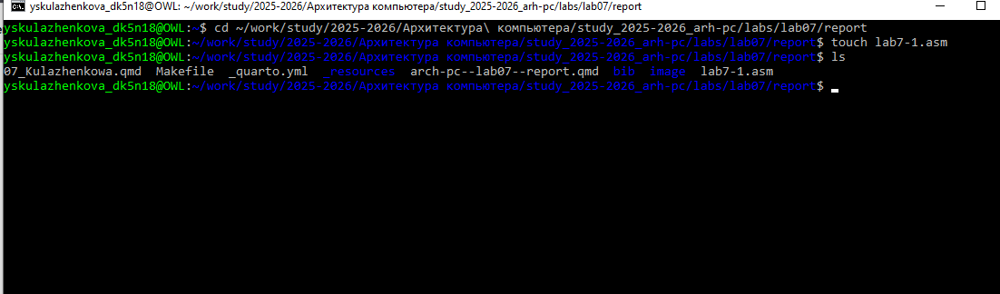 yskulazhenkova_dk5n18@OWL: ~/work/study/2025-2026/Архитектура компьютера/study_2025-2026_arh-pc/labs/lab07/report
yskulazhenkova_dk5n18@OWL:~$ cd ~/work/study/2025-2026/Архитектура\ компьютера/study_2025-2026_arh-pc/labs/lab07/report
yskulazhenkova_dk5n18@OWL:~/work/study/2025-2026/Архитектура компьютера/study_2025-2026_arh-pc/labs/lab07/report$ touch lab7-1.asm
yskulazhenkova_dk5n18@OWL:~/work/study/2025-2026/Архитектура компьютера/study_2025-2026_arh-pc/labs/lab07/report$ ls
07_Kulazhenkowa.qmd  Makefile  _quarto.yml  _resources  arch-pc--lab07--report.qmd  bib  image  lab7-1.asm
yskulazhenkova_dk5n18@OWL:~/work/study/2025-2026/Архитектура компьютера/study_2025-2026_arh-pc/labs/lab07/report$